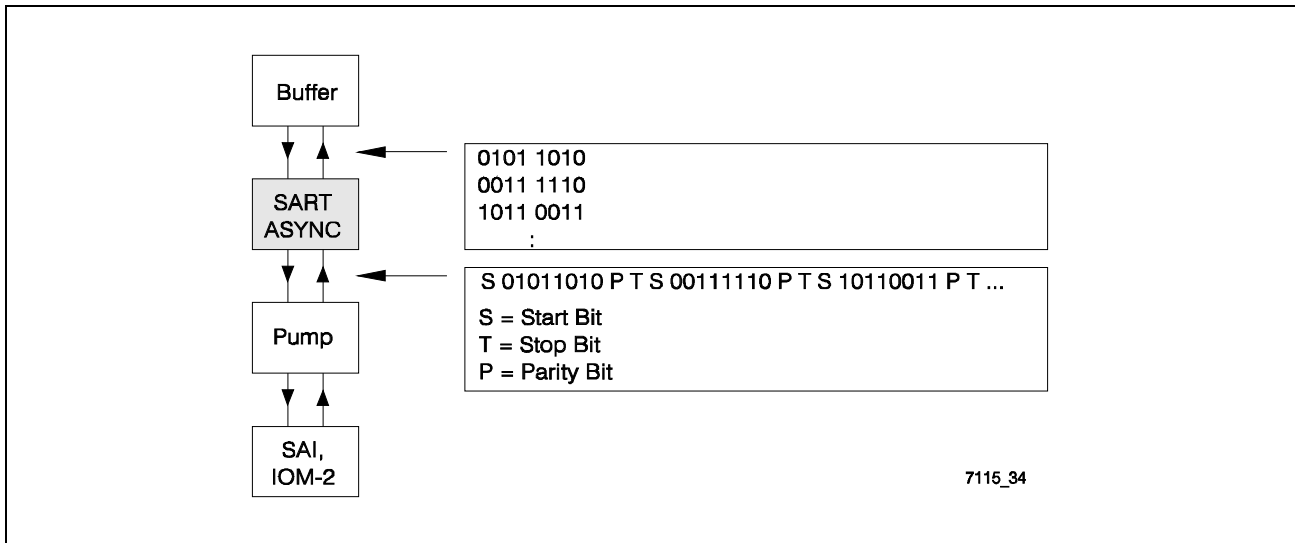 Buffer
0101 1010
0011 1110
1011 0011
:
SART
ASYNC
S 01011010 P T S 00111110 P T S 10110011 P T ...
S = Start Bit
T = Stop Bit
P = Parity Bit
Pump
SAI,
IOM-2
7115_34